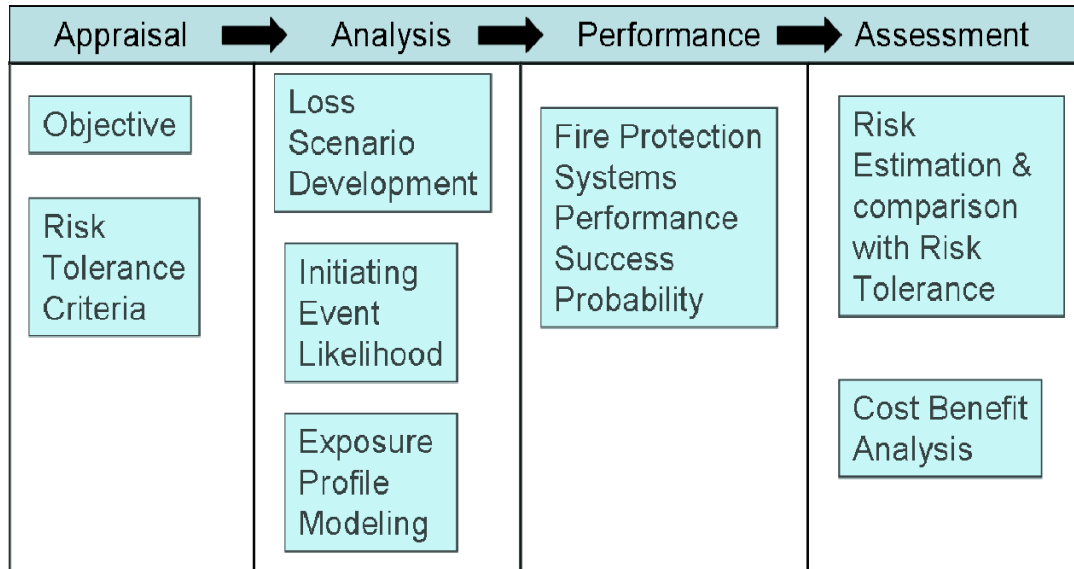 Appraisal
Analysis
Performance
Assessment
Objective
Risk
Tolerance
Criteria
Loss
Scenario
Development
Initiating
Event
Likelihood
Exposure
Profile
Modeling
Fire Protection
Systems
Performance
Success
Probability
Risk
Estimation &
comparison
with Risk
Tolerance
Cost Benefit
Analysis